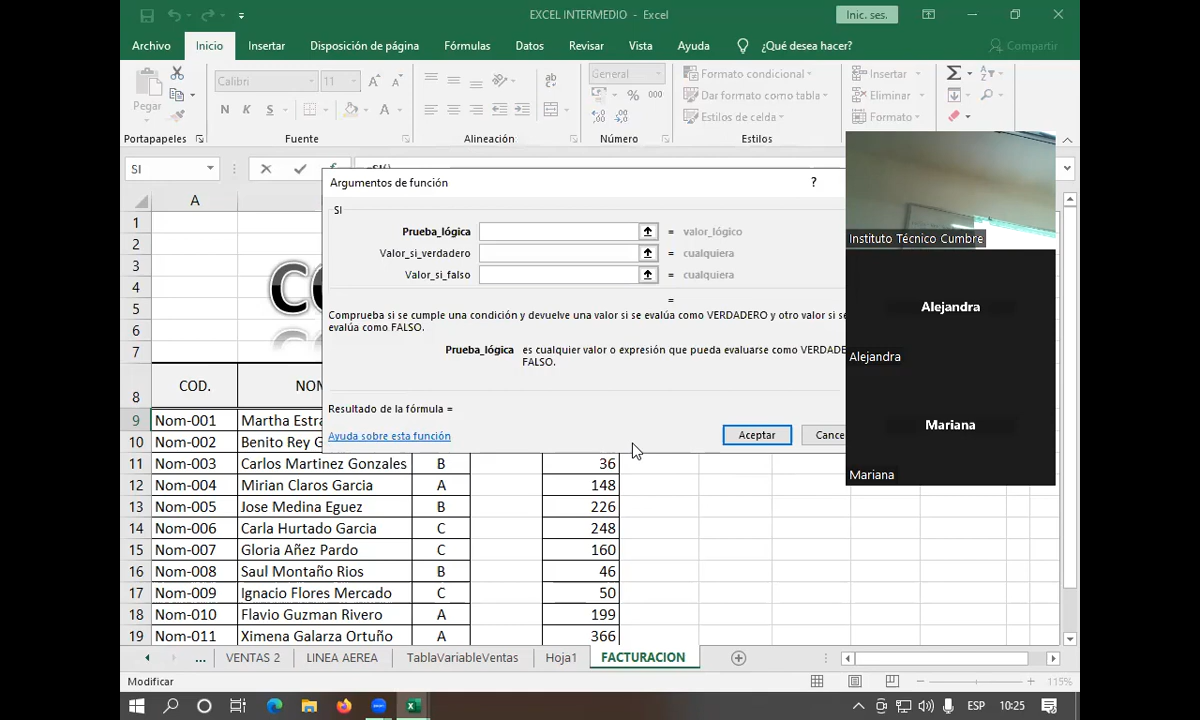 EXCEL INTERMEDIO - Excel
Inic. ses.
Archivo Inicio Insertar Disposición de página Fórmulas Datos Revisar Vista Ayuda ¿Qué desea hacer? Compartir
Pegar
Calibri 11
N K S
General
% 000
Formato condicional
Dar formato como tabla
Estilos de celda
Insertar
Eliminar
Formato
Portapapeles Fuente Alineación Número Estilos
SI
=SI()
A
Argumentos de función ?
SI
Prueba_lógica = valor_lógico
Valor_si_verdadero = cualquiera
Valor_si_falso = cualquiera
=
Comprueba si se cumple una condición y devuelve una valor si se evalúa como VERDADERO y otro valor si se
evalúa como FALSO.
Prueba_lógica es cualquier valor o expresión que pueda evaluarse como VERDADE
FALSO.
Resultado de la fórmula =
Ayuda sobre esta función
Aceptar
Cance
Instituto Técnico Cumbre
Alejandra
Alejandra
Mariana
Mariana
1
2
3
4
5
6
7
CO
8 COD. NOM
9 Nom-001 Martha Estra
10 Nom-002 Benito Rey G
11 Nom-003 Carlos Martinez Gonzales B 36
12 Nom-004 Mirian Claros Garcia A 148
13 Nom-005 Jose Medina Eguez B 226
14 Nom-006 Carla Hurtado Garcia C 248
15 Nom-007 Gloria Añez Pardo C 160
16 Nom-008 Saul Montaño Rios B 46
17 Nom-009 Ignacio Flores Mercado C 50
18 Nom-010 Flavio Guzman Rivero A 199
19 Nom-011 Ximena Galarza Ortuño A 366
... VENTAS 2 LINEA AEREA TablaVariableVentas Hoja1 FACTURACION
Modificar
115%
ESP 10:25